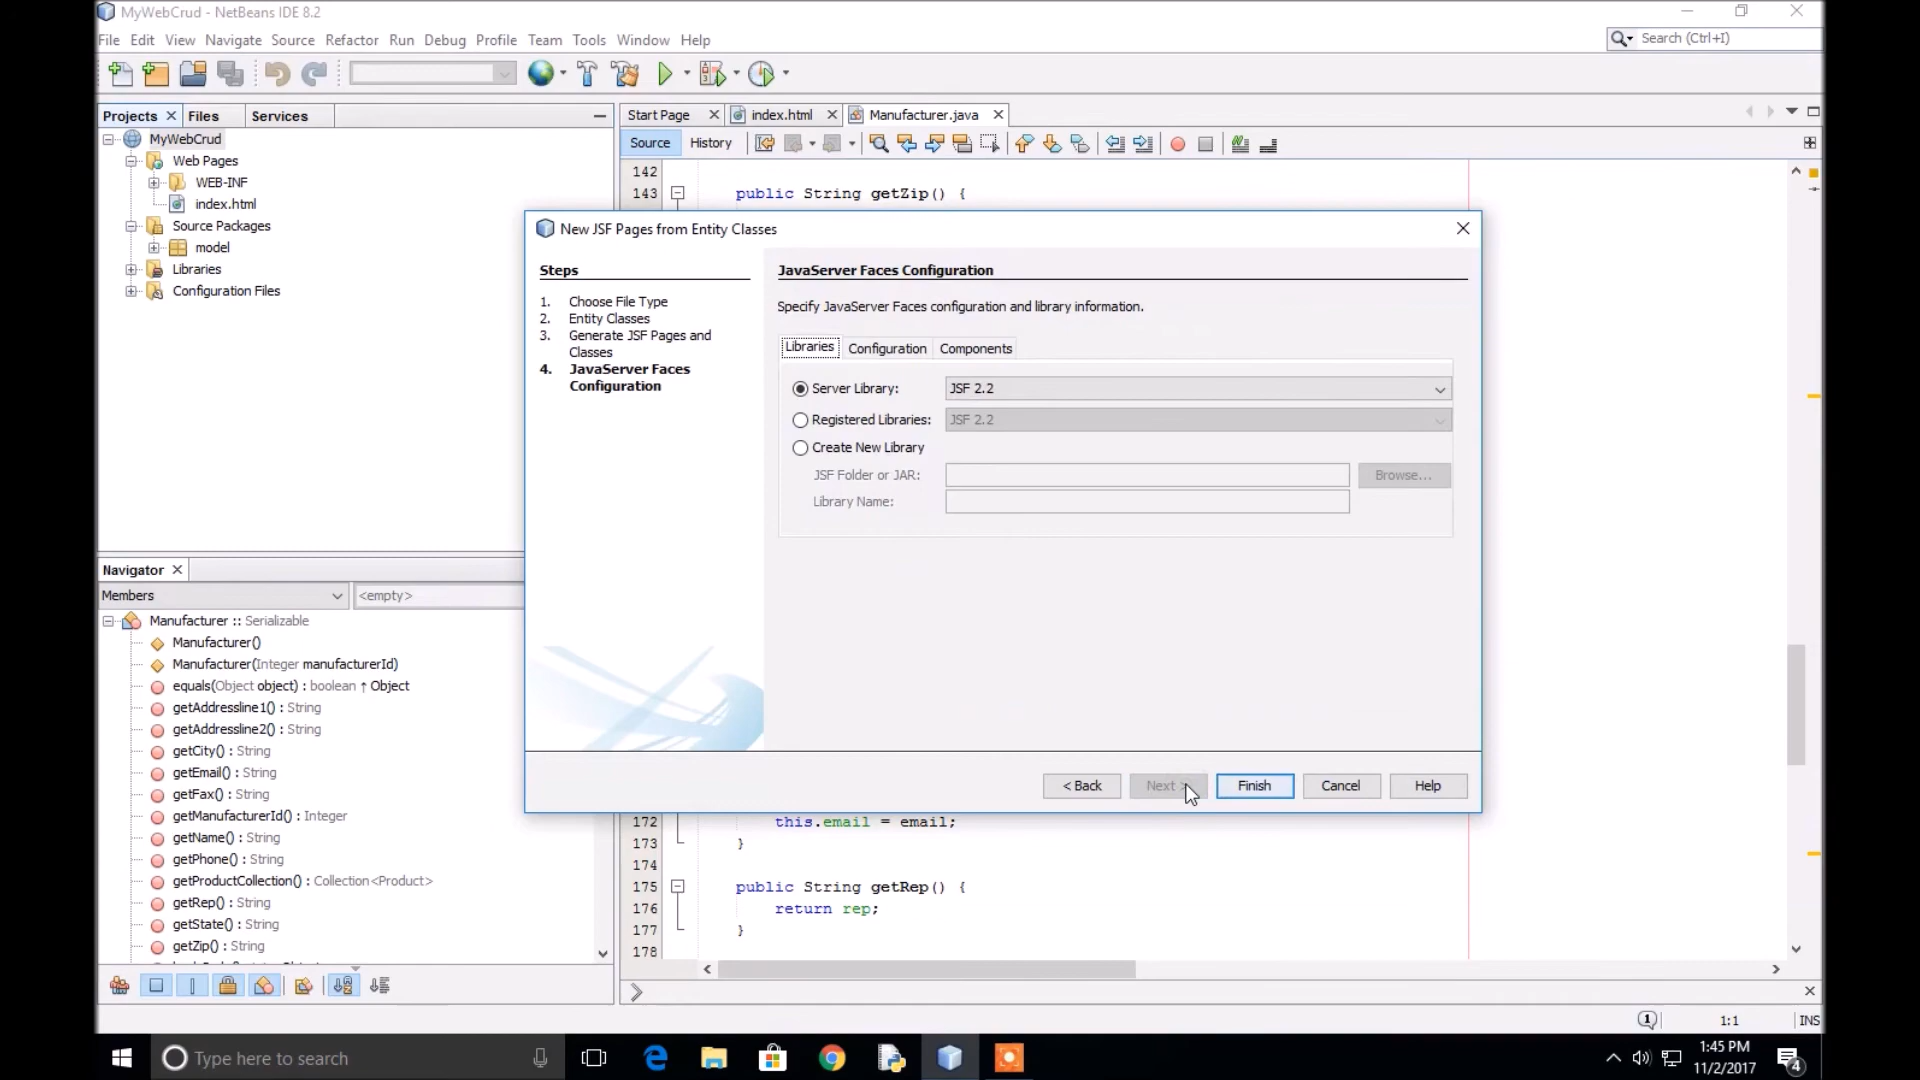 MyWebCrud - NetBeans IDE 8.2
File Edit View Navigate Source Refactor Run Debug Profile Team Tools Window Help
Search (Ctrl+I)
Projects Files Services
MyWebCrud
Web Pages
WEB-INF
index.html
Source Packages
model
Libraries
Configuration Files
Start Page index.html Manufacturer.java
Source History
142
143 public String getZip() {
New JSF Pages from Entity Classes
Steps
1. Choose File Type
2. Entity Classes
3. Generate JSF Pages and
Classes
4. JavaServer Faces
Configuration
JavaServer Faces Configuration
Specify JavaServer Faces configuration and library information.
Libraries Configuration Components
Server Library: JSF 2.2
Registered Libraries: JSF 2.2
Create New Library
JSF Folder or JAR: Browse...
Library Name:
< Back Next > Finish Cancel Help
Navigator
Members <empty>
Manufacturer :: Serializable
Manufacturer()
Manufacturer(Integer manufacturerId)
equals(Object object) : boolean ↑ Object
getAddressline1() : String
getAddressline2() : String
getCity() : String
getEmail() : String
getFax() : String
getManufacturerId() : Integer
getName() : String
getPhone() : String
getProductCollection() : Collection<Product>
getRep() : String
getState() : String
getZip() : String
172 this.email = email;
173 }
174
175 public String getRep() {
176 return rep;
177 }
178
1 1:1 INS
Type here to search
1:45 PM
11/2/2017
4